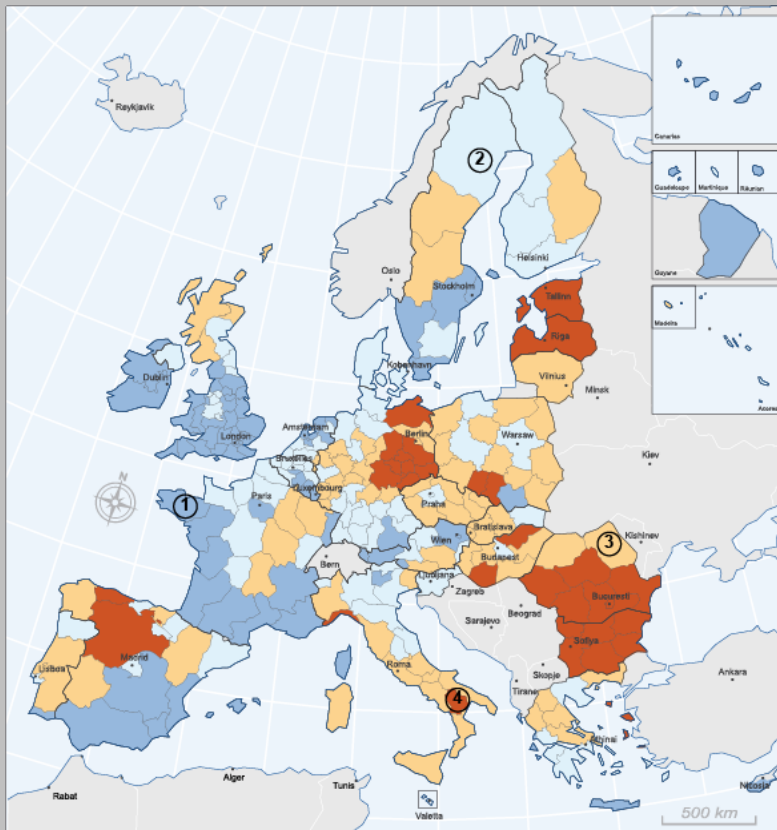 Reykjavik
Canarias
2
Guadeloupe
Martinique
Réunion
Helsinki
Guyane
Oslo
Stockholm
Tallinn
Madeira
Riga
København
Vilnius
Dublin
Minsk
Acores
London
Amsterdam
Berlin
Warsaw
Bruxelles
Kiev
N
Luxembourg
1
Paris
Praha
Bratislava
Wien
3
Kishinev
Budapest
Bern
Ljubljana
Zagreb
Bucuresti
Beograd
Sarajevo
Sofiya
Lisboa
Madrid
Roma
Skopje
Ankara
Tirane
4
Athinai
Alger
Tunis
Nicosia
Rabat
Valetta
500 km